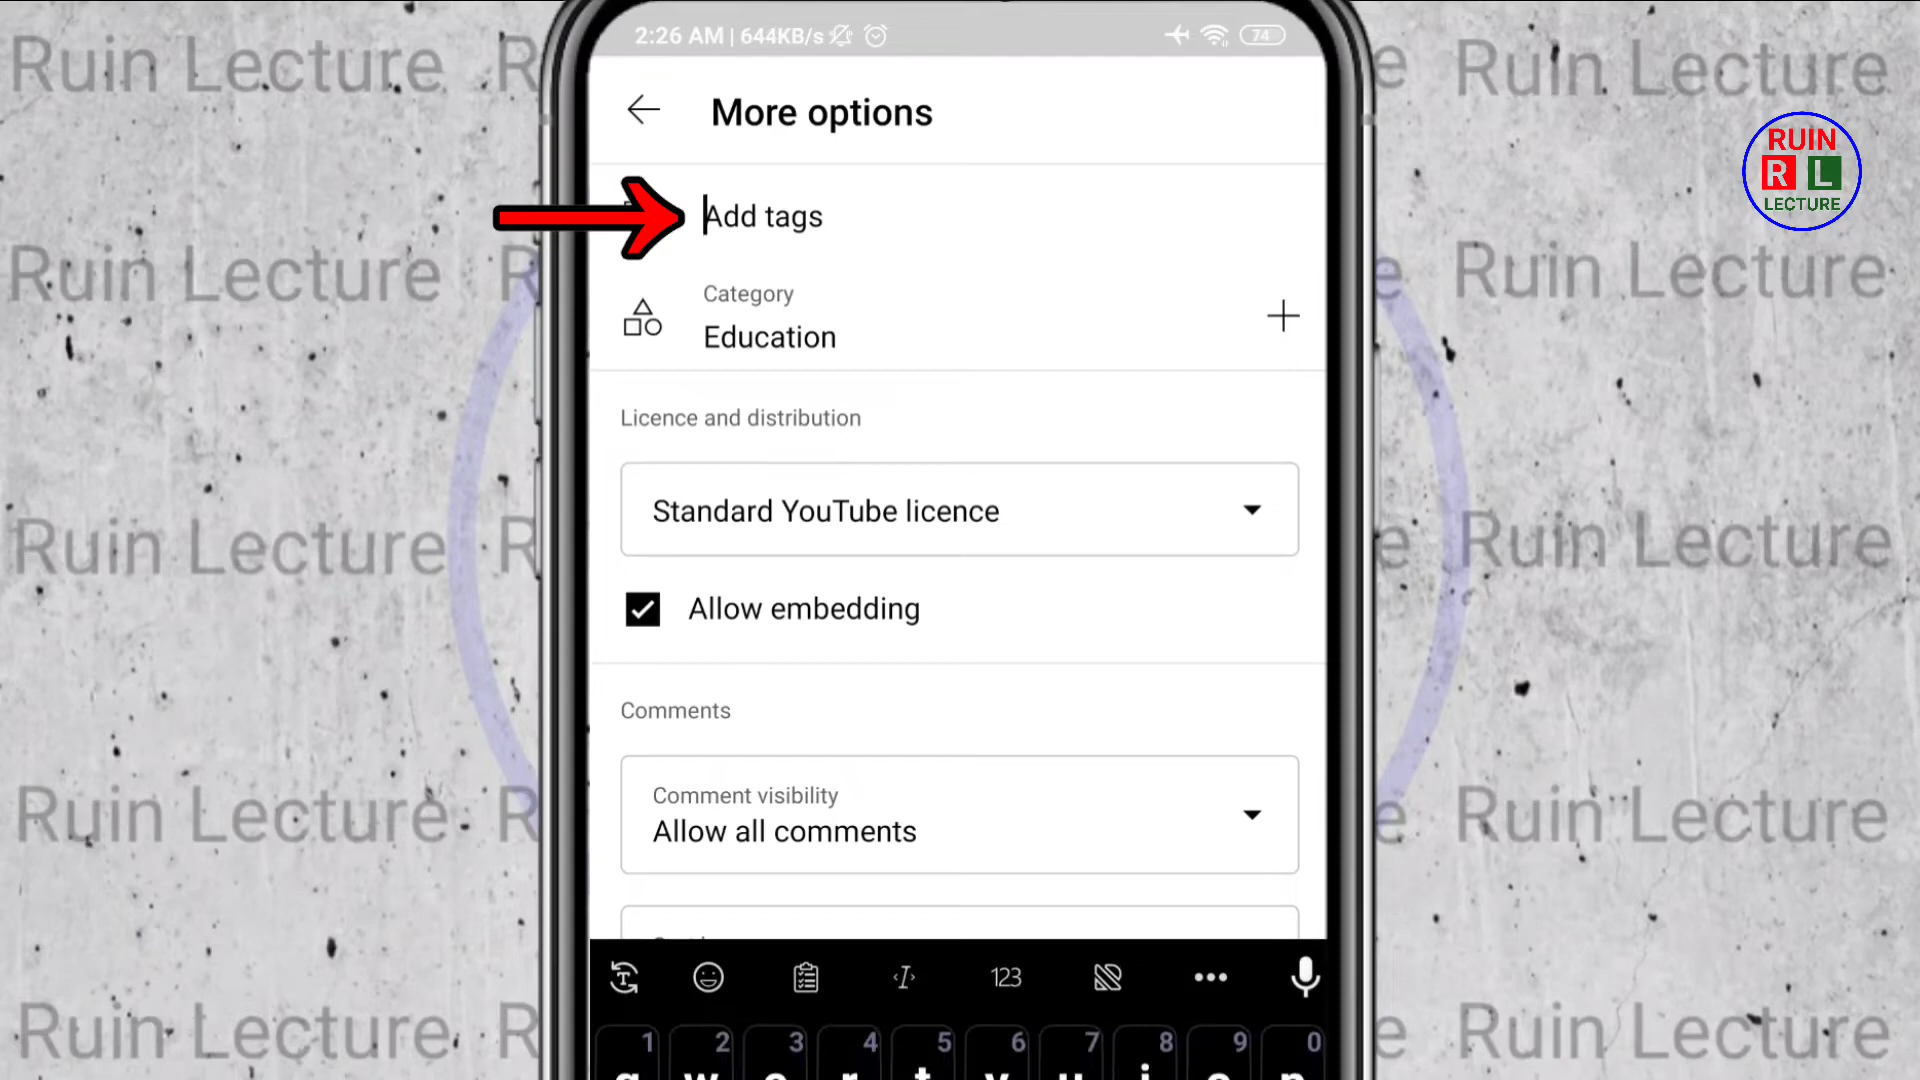 2:26 AM | 644KB/s
74
More options
Add tags
Category
Education
Licence and distribution
Standard YouTube licence
Allow embedding
Comments
Comment visibility
Allow all comments
123
1 2 3 4 5 6 7 8 9 0
RUIN
R L
LECTURE
Ruin Lecture R
Ruin Lecture R
Ruin Lecture R
Ruin Lecture R
Ruin Lecture R
e Ruin Lecture
e Ruin Lecture
e Ruin Lecture
e Ruin Lecture
e Ruin Lecture